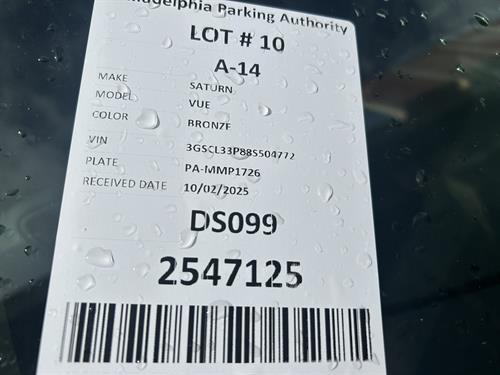 adelphia Parking Authority
LOT # 10
A-14
MAKE SATURN
MODEL VUE
COLOR BRONZE
VIN 3GSCL33P88S504772
PLATE PA-MMP1726
RECEIVED DATE 10/02/2025
DS099
2547125